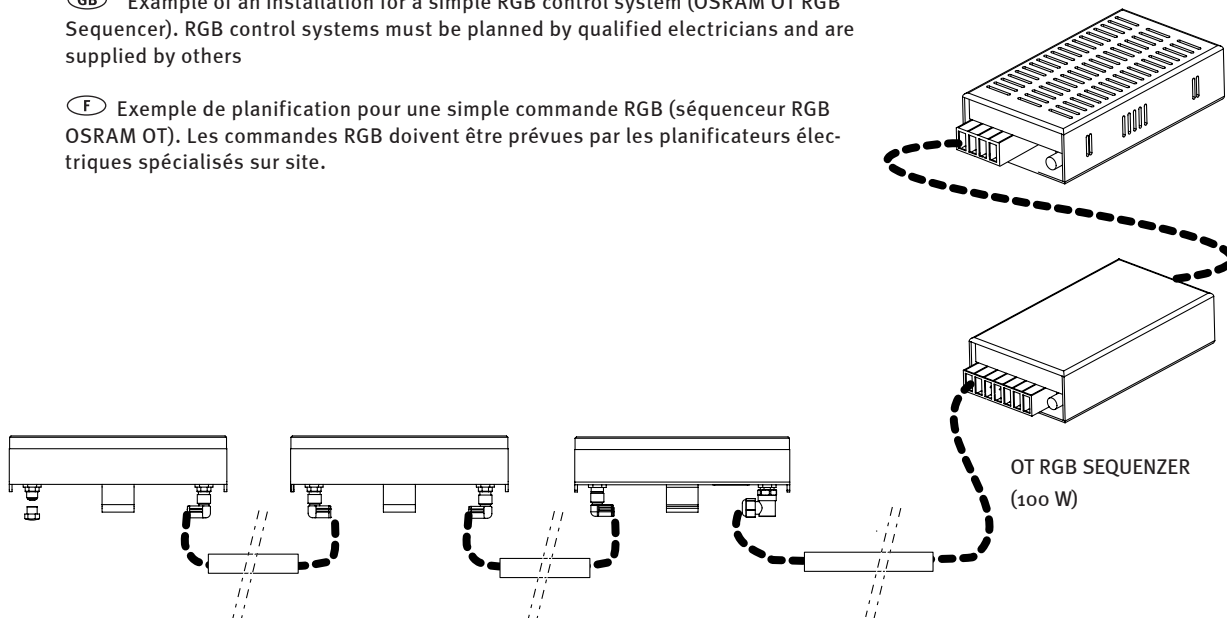 GB Example of an installation for a simple RGB control system (OSRAM OT RGB
Sequencer). RGB control systems must be planned by qualified electricians and are
supplied by others
F Exemple de planification pour une simple commande RGB (séquenceur RGB
OSRAM OT). Les commandes RGB doivent être prévues par les planificateurs élec-
triques spécialisés sur site.
OT RGB SEQUENZER
(100 W)